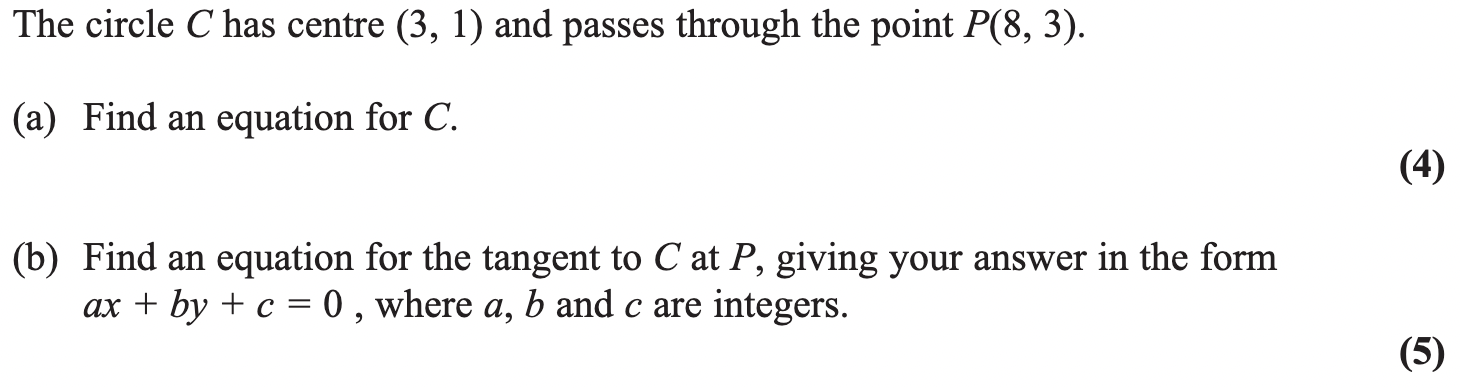 The circle C has centre (3, 1) and passes through the point P(8, 3).
(a) Find an equation for C.
(4)
(b) Find an equation for the tangent to C at P, giving your answer in the form
ax + by + c = 0 , where a, b and c are integers.
(5)